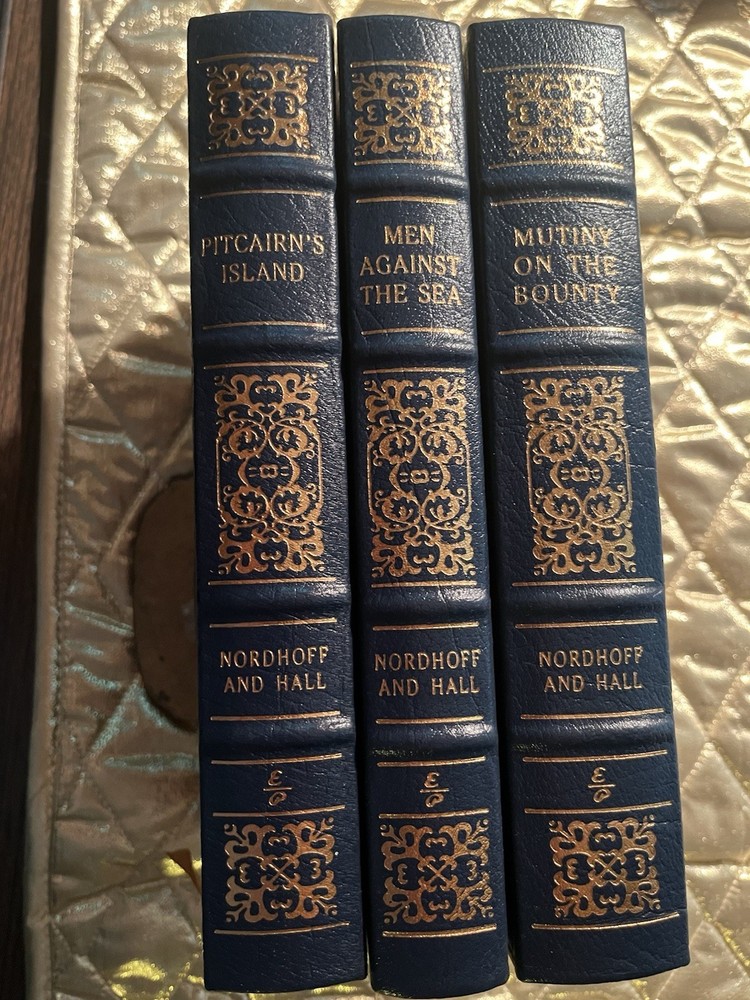 PITCAIRN'S
ISLAND
NORDHOFF
AND HALL
ε
ρ
MEN
AGAINST
THE SEA
NORDHOFF
AND HALL
ε
ρ
MUTINY
ON THE
BOUNTY
NORDHOFF
AND HALL
ε
ρ